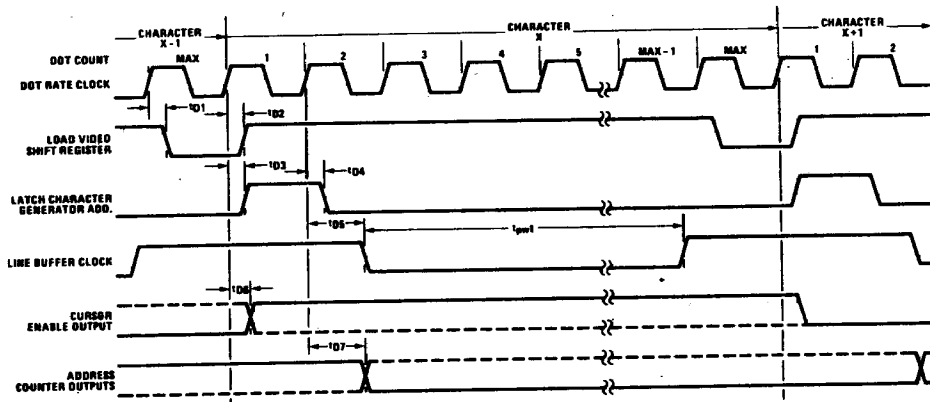 CHARACTER
X-1
CHARACTER
X
CHARACTER
X+1
DOT COUNT
MAX
1
2
3
4
5
MAX-1
MAX
1
2
DOT RATE CLOCK
tD1
tD2
LOAD VIDEO
SHIFT REGISTER
tD3
tD4
LATCH CHARACTER
GENERATOR ADD.
tD5
tpw1
LINE BUFFER CLOCK
tD6
CURSOR
ENABLE OUTPUT
tD7
ADDRESS
COUNTER OUTPUTS